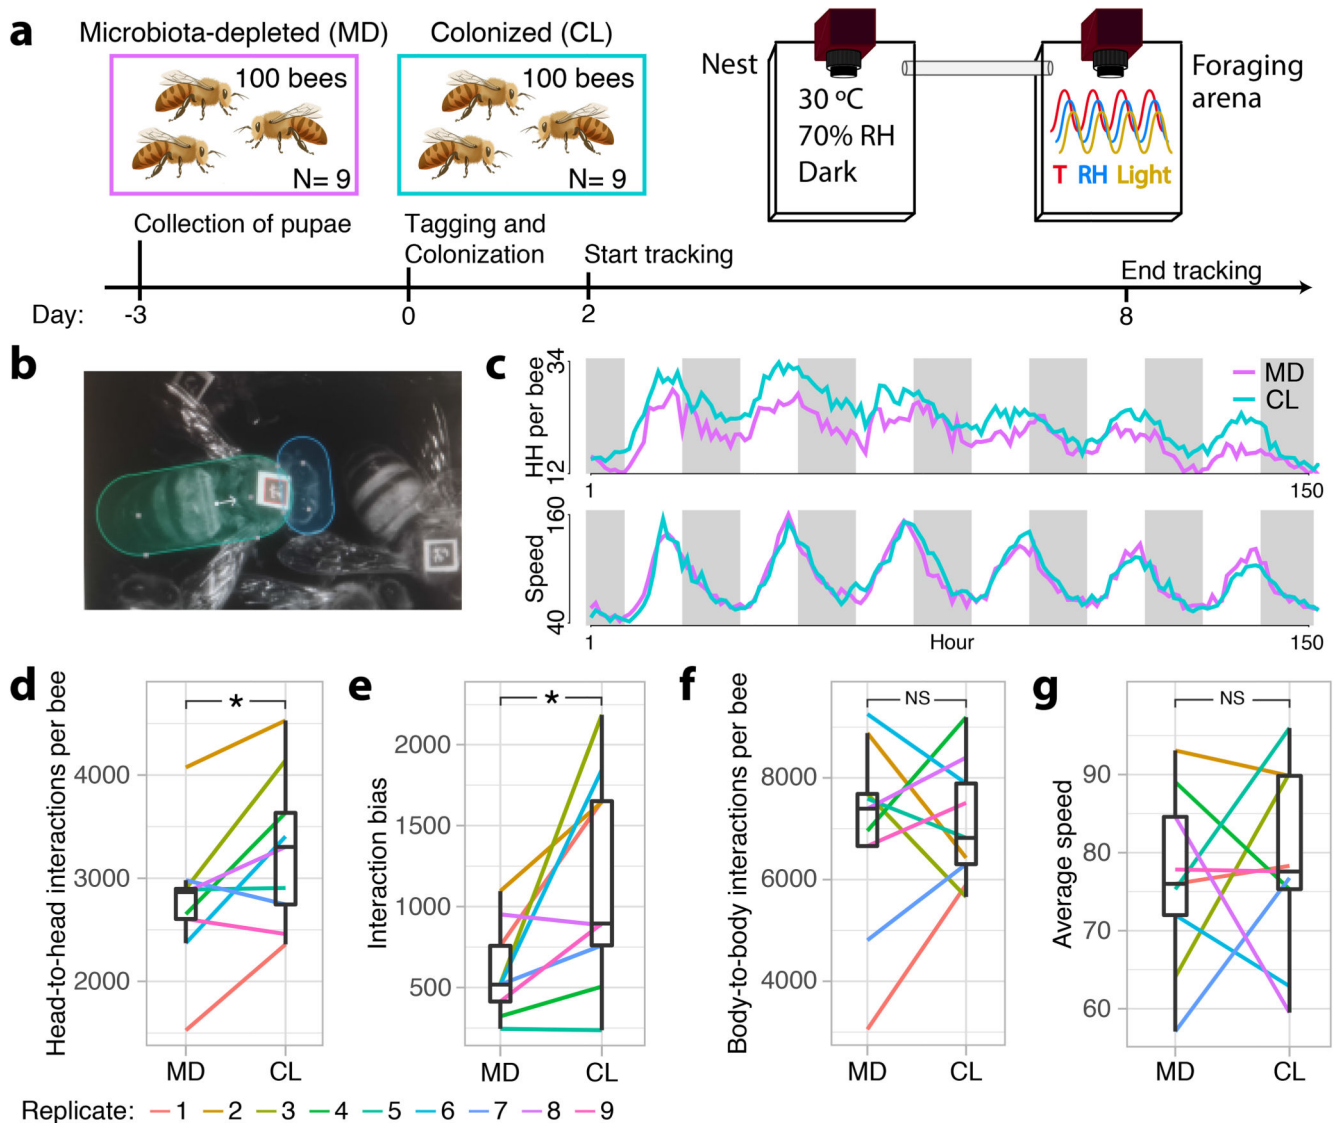 a
Microbiota-depleted (MD)
Colonized (CL)
100 bees
N= 9
100 bees
N= 9
Nest
30 ºC
70% RH
Dark
Foraging
arena
T RH Light
Collection of pupae
Tagging and
Colonization
Start tracking
End tracking
Day:
-3
0
2
8
b
c
HH per bee
34
12
MD
CL
1
150
Speed
160
40
1
Hour
150
d
Head-to-head interactions per bee
*
4000
3000
2000
MD
CL
e
Interaction bias
*
2000
1500
1000
500
MD
CL
f
Body-to-body interactions per bee
NS
8000
6000
4000
MD
CL
g
Average speed
NS
90
80
70
60
MD
CL
Replicate: 1 2 3 4 5 6 7 8 9